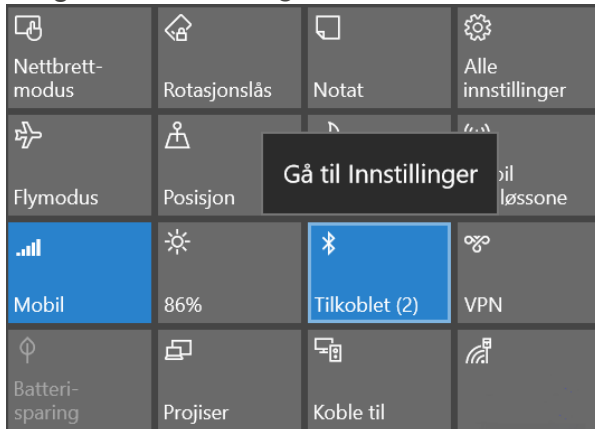 Nettbrett-
modus
Rotasjonslås
Notat
Alle
innstillinger
Flymodus
Posisjon
Gå til Innstillinger
løssone
Mobil
86%
Tilkoblet (2)
VPN
Batteri-
sparing
Projiser
Koble til